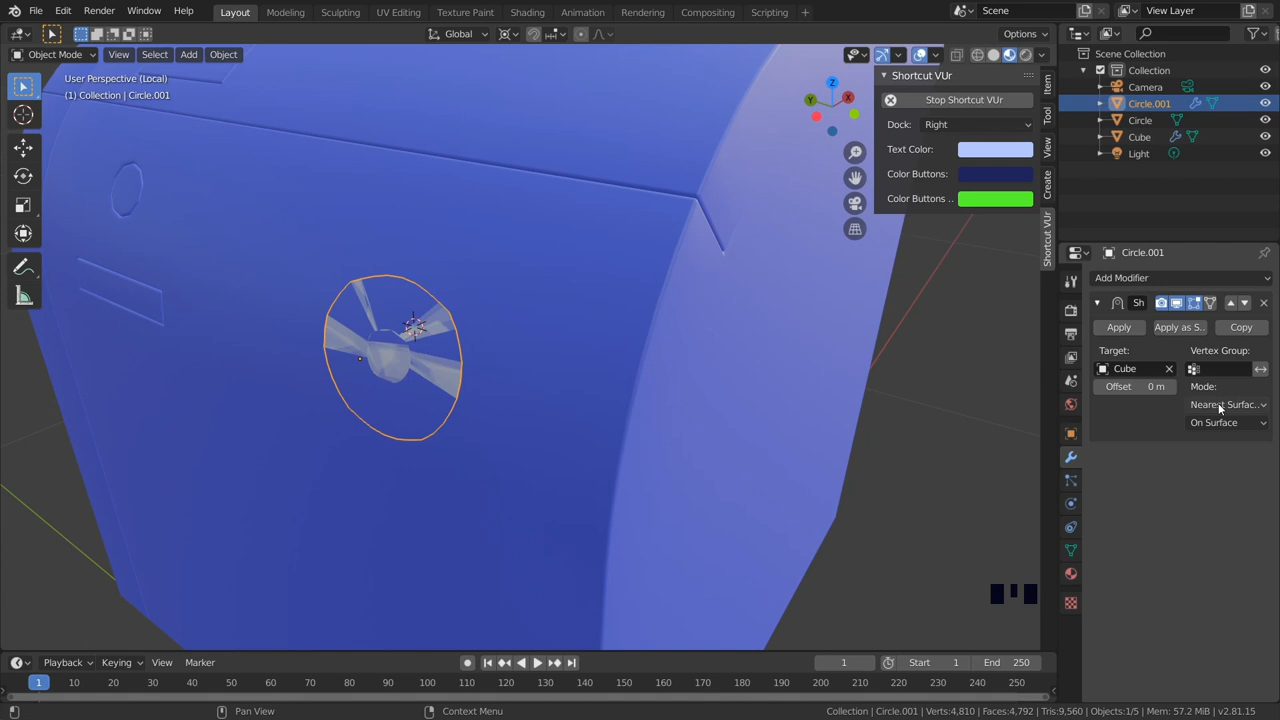 File Edit Render Window Help Layout Modeling Sculpting UV Editing Texture Paint Shading Animation Rendering Compositing Scripting + Scene View Layer
Global Options
Object Mode View Select Add Object
User Perspective (Local)
(1) Collection | Circle.001
Z
X
Y
Shortcut VUr
Stop Shortcut VUr
Dock: Right
Text Color:
Color Buttons:
Color Buttons ..
Item
Tool
View
Create
Shortcut VUr
Scene Collection
Collection
Camera
Circle.001
Circle
Cube
Light
Circle.001
Add Modifier
Sh
Apply Apply as S.. Copy
Target: Vertex Group:
Cube
Offset 0 m Mode:
Nearest Surfac..
On Surface
Playback Keying View Marker 1 Start 1 End 250
1 10 20 30 40 50 60 70 80 90 100 110 120 130 140 150 160 170 180 190 200 210 220 230 240 250
Pan View Context Menu Collection | Circle.001 | Verts:4,810 | Faces:4,792 | Tris:9,560 | Objects:1/5 | Mem: 57.2 MiB | v2.81.15